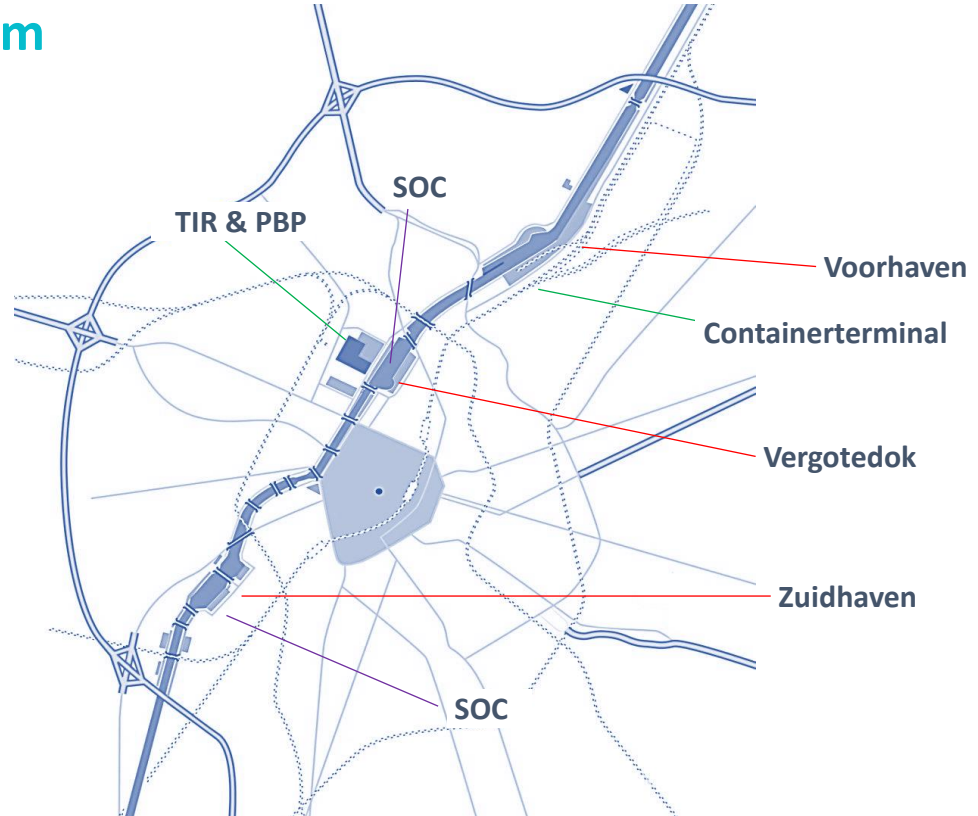 m
SOC
TIR & PBP
Voorhaven
Containerterminal
Vergotedok
Zuidhaven
SOC